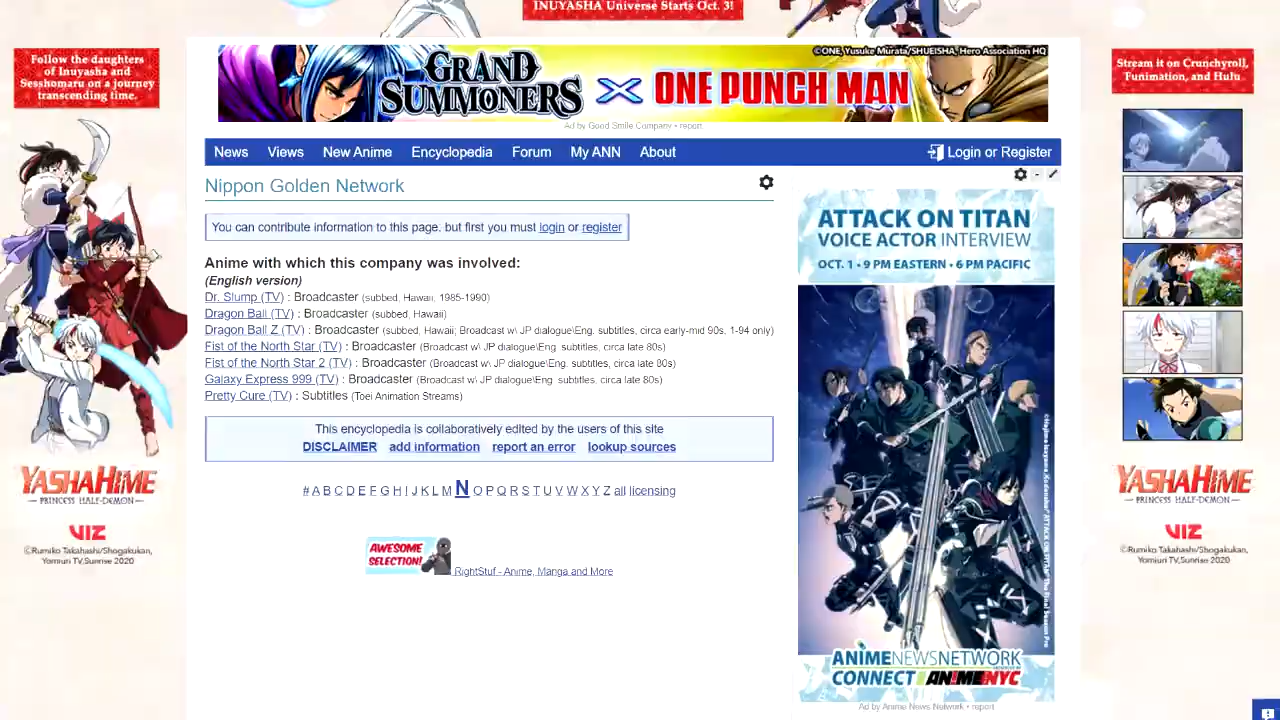 INUYASHA Universe Starts Oct. 3!
Follow the daughters
of Inuyasha and
Sesshomaru on a journey
transcending time.
©ONE, Yusuke Murata/SHUEISHA, Hero Association HQ
GRAND
SUMMONERS X ONE PUNCH MAN
Ad by Good Smile Company • report
Stream it on Crunchyroll,
Funimation, and Hulu
News Views New Anime Encyclopedia Forum My ANN About Login or Register
Nippon Golden Network
You can contribute information to this page, but first you must login or register
Anime with which this company was involved:
(English version)
Dr. Slump (TV) : Broadcaster (subbed, Hawaii, 1985-1990)
Dragon Ball (TV) : Broadcaster (subbed, Hawaii)
Dragon Ball Z (TV) : Broadcaster (subbed, Hawaii; Broadcast w\ JP dialogue\Eng. subtitles, circa early-mid 90s. 1-94 only)
Fist of the North Star (TV) : Broadcaster (Broadcast w\ JP dialogue\Eng. subtitles, circa late 80s)
Fist of the North Star 2 (TV) : Broadcaster (Broadcast w\ JP dialogue\Eng. subtitles, circa late 80s)
Galaxy Express 999 (TV) : Broadcaster (Broadcast w\ JP dialogue\Eng. subtitles, circa late 80s)
Pretty Cure (TV) : Subtitles (Toei Animation Streams)
This encyclopedia is collaboratively edited by the users of this site
DISCLAIMER add information report an error lookup sources
# A B C D E F G H I J K L M N O P Q R S T U V W X Y Z all licensing
AWESOME
SELECTION!
RightStuf - Anime, Manga and More
ATTACK ON TITAN
VOICE ACTOR INTERVIEW
OCT. 1 • 9 PM EASTERN • 6 PM PACIFIC
©Hajime Isayama,Kodansha/"ATTACK ON TITAN" The Final Season Pro
ANIMENEWSNETWORK
CONNECT ANIME NYC
Ad by Anime News Network • report
YASHAHIME
PRINCESS HALF-DEMON
VIZ
©Rumiko Takahashi/Shogakukan,
Yomiuri TV,Sunrise 2020
YASHAHIME
PRINCESS HALF-DEMON
VIZ
©Rumiko Takahashi/Shogakukan,
Yomiuri TV,Sunrise 2020